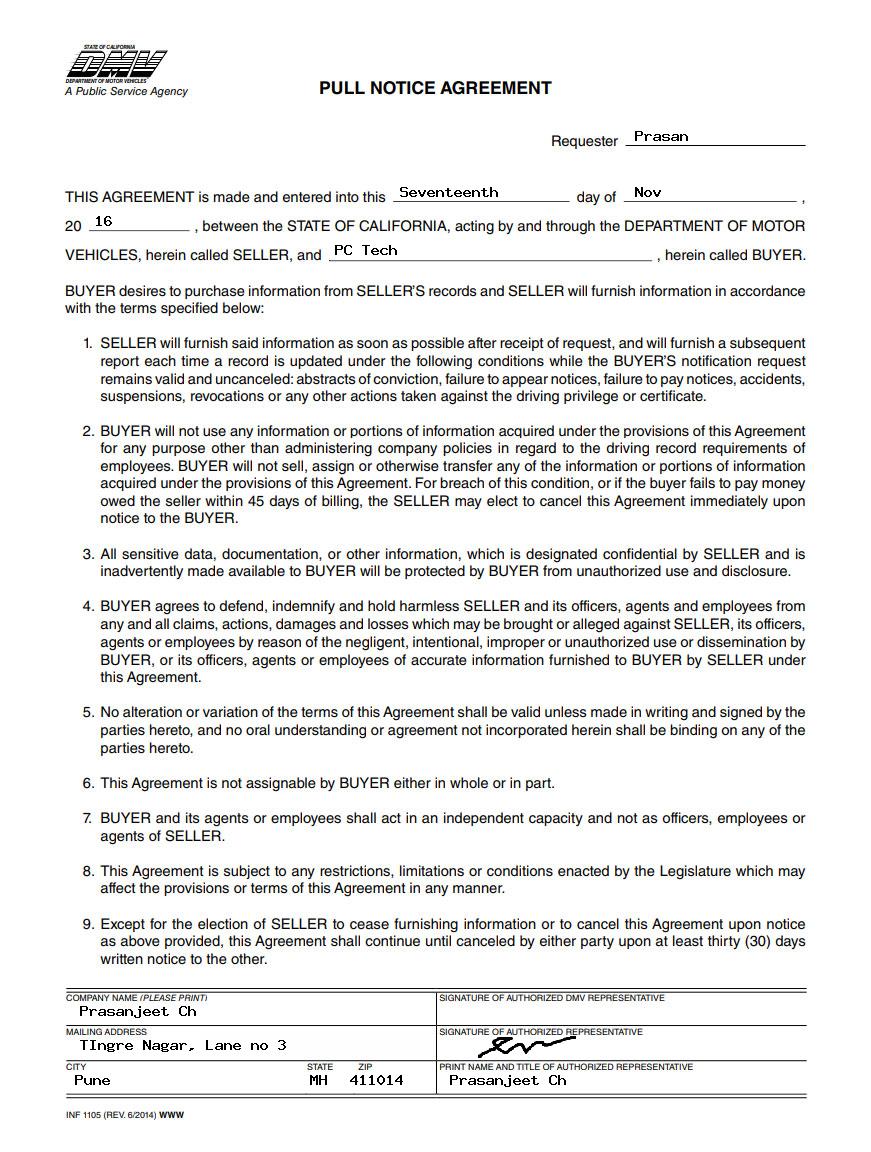 STATE OF CALIFORNIA
DMV
DEPARTMENT OF MOTOR VEHICLES
A Public Service Agency
PULL NOTICE AGREEMENT
Requester Prasan
THIS AGREEMENT is made and entered into this Seventeenth day of Nov ,
20 16 , between the STATE OF CALIFORNIA, acting by and through the DEPARTMENT OF MOTOR
VEHICLES, herein called SELLER, and PC Tech , herein called BUYER.
BUYER desires to purchase information from SELLER'S records and SELLER will furnish information in accordance
with the terms specified below:
1. SELLER will furnish said information as soon as possible after receipt of request, and will furnish a subsequent
report each time a record is updated under the following conditions while the BUYER'S notification request
remains valid and uncanceled: abstracts of conviction, failure to appear notices, failure to pay notices, accidents,
suspensions, revocations or any other actions taken against the driving privilege or certificate.
2. BUYER will not use any information or portions of information acquired under the provisions of this Agreement
for any purpose other than administering company policies in regard to the driving record requirements of
employees. BUYER will not sell, assign or otherwise transfer any of the information or portions of information
acquired under the provisions of this Agreement. For breach of this condition, or if the buyer fails to pay money
owed the seller within 45 days of billing, the SELLER may elect to cancel this Agreement immediately upon
notice to the BUYER.
3. All sensitive data, documentation, or other information, which is designated confidential by SELLER and is
inadvertently made available to BUYER will be protected by BUYER from unauthorized use and disclosure.
4. BUYER agrees to defend, indemnify and hold harmless SELLER and its officers, agents and employees from
any and all claims, actions, damages and losses which may be brought or alleged against SELLER, its officers,
agents or employees by reason of the negligent, intentional, improper or unauthorized use or dissemination by
BUYER, or its officers, agents or employees of accurate information furnished to BUYER by SELLER under
this Agreement.
5. No alteration or variation of the terms of this Agreement shall be valid unless made in writing and signed by the
parties hereto, and no oral understanding or agreement not incorporated herein shall be binding on any of the
parties hereto.
6. This Agreement is not assignable by BUYER either in whole or in part.
7. BUYER and its agents or employees shall act in an independent capacity and not as officers, employees or
agents of SELLER.
8. This Agreement is subject to any restrictions, limitations or conditions enacted by the Legislature which may
affect the provisions or terms of this Agreement in any manner.
9. Except for the election of SELLER to cease furnishing information or to cancel this Agreement upon notice
as above provided, this Agreement shall continue until canceled by either party upon at least thirty (30) days
written notice to the other.
COMPANY NAME (PLEASE PRINT) SIGNATURE OF AUTHORIZED DMV REPRESENTATIVE
Prasanjeet Ch
MAILING ADDRESS SIGNATURE OF AUTHORIZED REPRESENTATIVE
TIngre Nagar, Lane no 3
CITY STATE ZIP PRINT NAME AND TITLE OF AUTHORIZED REPRESENTATIVE
Pune MH 411014 Prasanjeet Ch
INF 1105 (REV. 6/2014) WWW